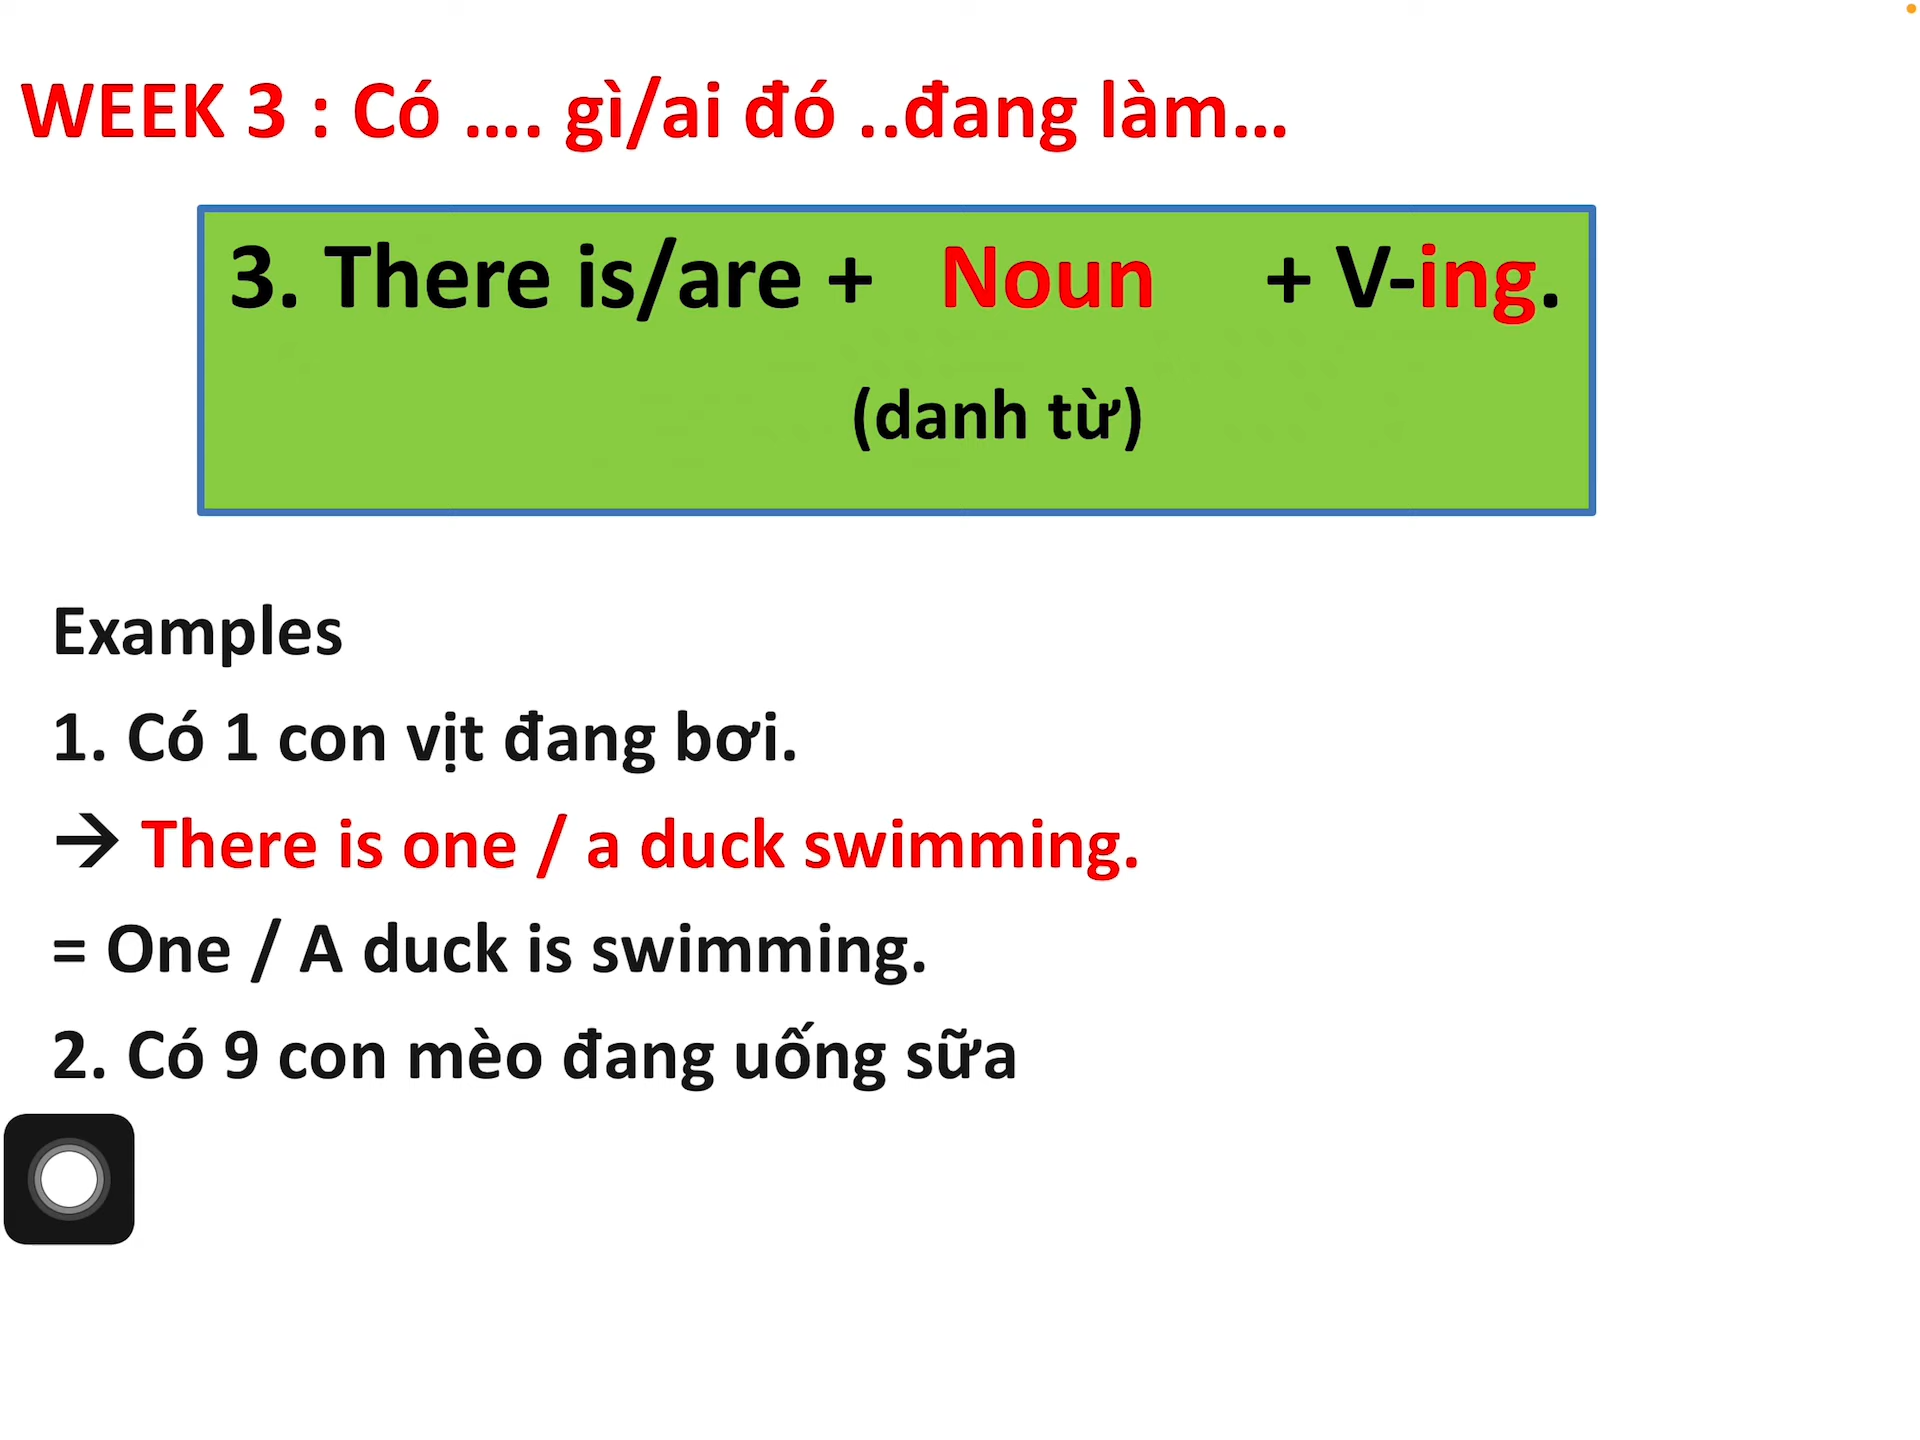 WEEK 3 : Có .... gì/ai đó ..đang làm...
3. There is/are + Noun + V-ing.
(danh từ)
Examples
1. Có 1 con vịt đang bơi.
→ There is one / a duck swimming.
= One / A duck is swimming.
2. Có 9 con mèo đang uống sữa